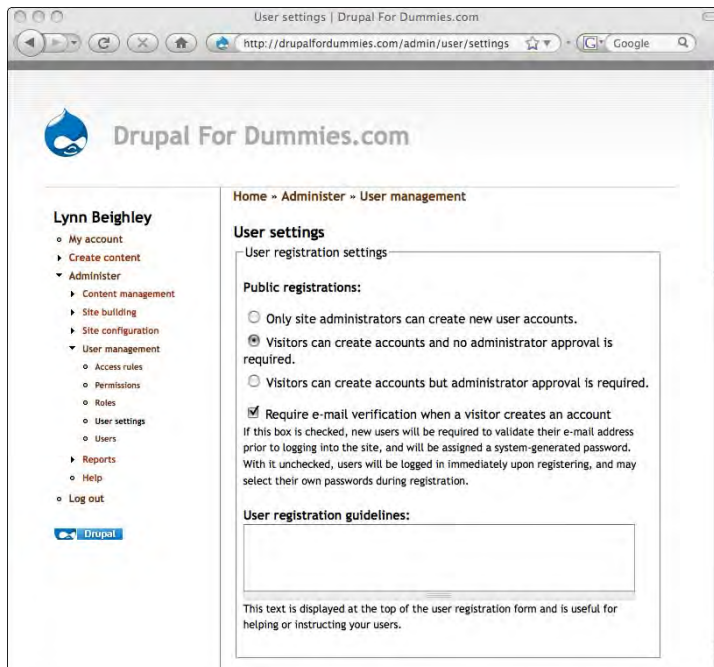 User settings | Drupal For Dummies.com
http://drupalfordummies.com/admin/user/settings
Google
Drupal For Dummies.com
Lynn Beighley
My account
Create content
Administer
Content management
Site building
Site configuration
User management
Access rules
Permissions
Roles
User settings
Users
Reports
Help
Log out
Drupal
Home » Administer » User management
User settings
User registration settings
Public registrations:
Only site administrators can create new user accounts.
Visitors can create accounts and no administrator approval is
required.
Visitors can create accounts but administrator approval is required.
Require e-mail verification when a visitor creates an account
If this box is checked, new users will be required to validate their e-mail address
prior to logging into the site, and will be assigned a system-generated password.
With it unchecked, users will be logged in immediately upon registering, and may
select their own passwords during registration.
User registration guidelines:
This text is displayed at the top of the user registration form and is useful for
helping or instructing your users.